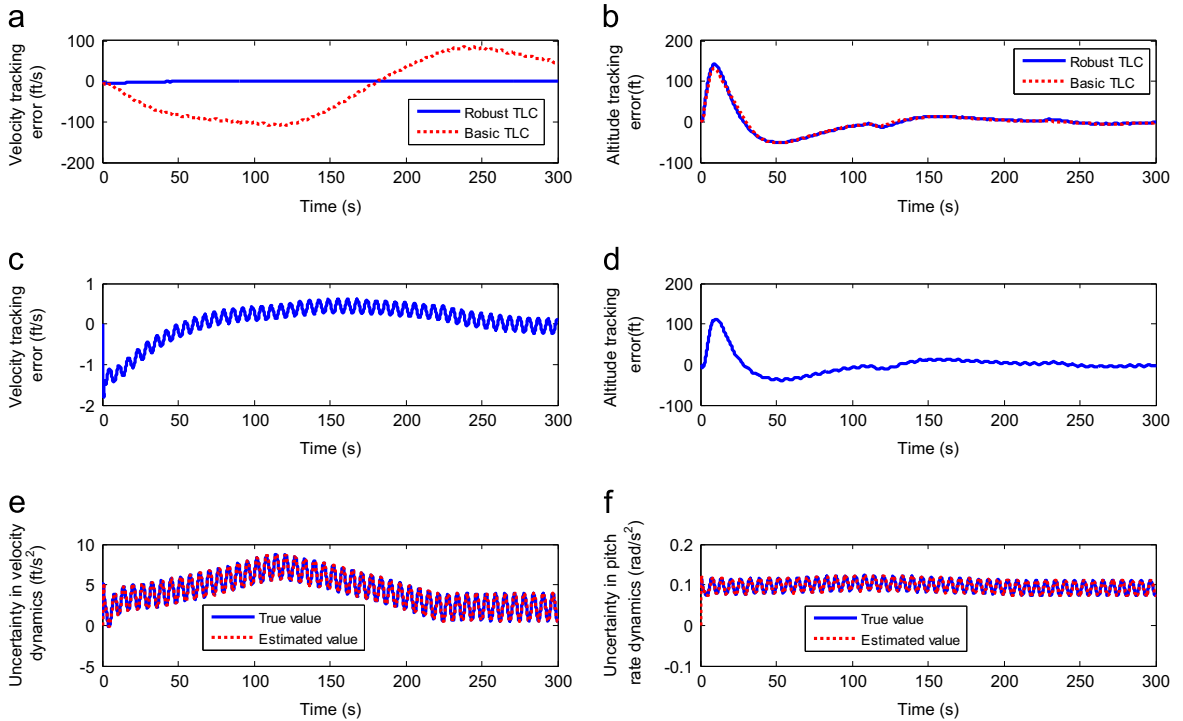 a
Velocity tracking
error (ft/s)
100
0
-100
-200
0 50 100 150 200 250 300
Time (s)
Robust TLC
Basic TLC
b
Altitude tracking
error(ft)
200
100
0
-100
0 50 100 150 200 250 300
Time (s)
Robust TLC
Basic TLC
c
Velocity tracking
error (ft/s)
1
0
-1
-2
0 50 100 150 200 250 300
Time (s)
d
Altitude tracking
error(ft)
200
100
0
-100
0 50 100 150 200 250 300
Time (s)
e
Uncertainty in velocity
dynamics (ft/s²)
10
5
0
-5
0 50 100 150 200 250 300
Time (s)
True value
Estimated value
f
Uncertainty in pitch
rate dynamics (rad/s²)
0.2
0.1
0
-0.1
0 50 100 150 200 250 300
Time (s)
True value
Estimated value